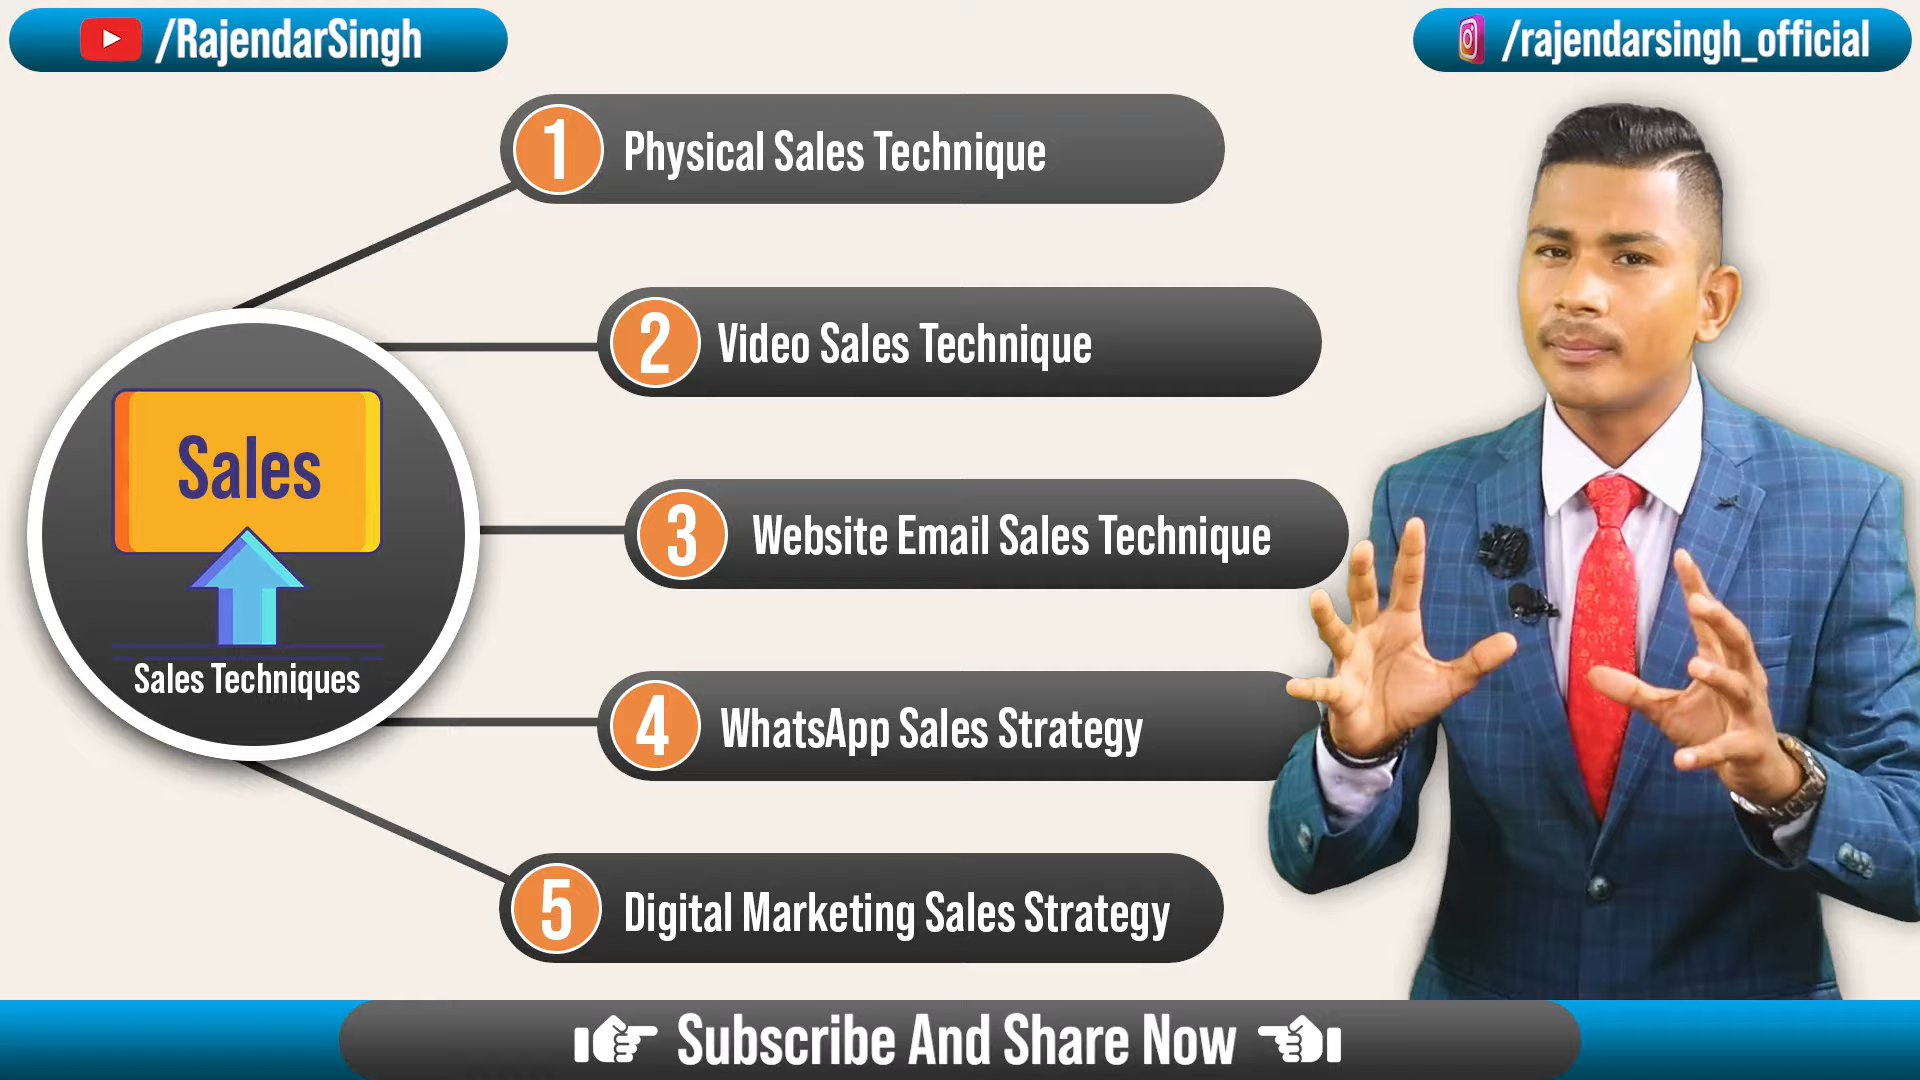 /RajendarSingh
/rajendarsingh_official
1 Physical Sales Technique
2 Video Sales Technique
Sales
3 Website Email Sales Technique
Sales Techniques
4 WhatsApp Sales Strategy
5 Digital Marketing Sales Strategy
Subscribe And Share Now